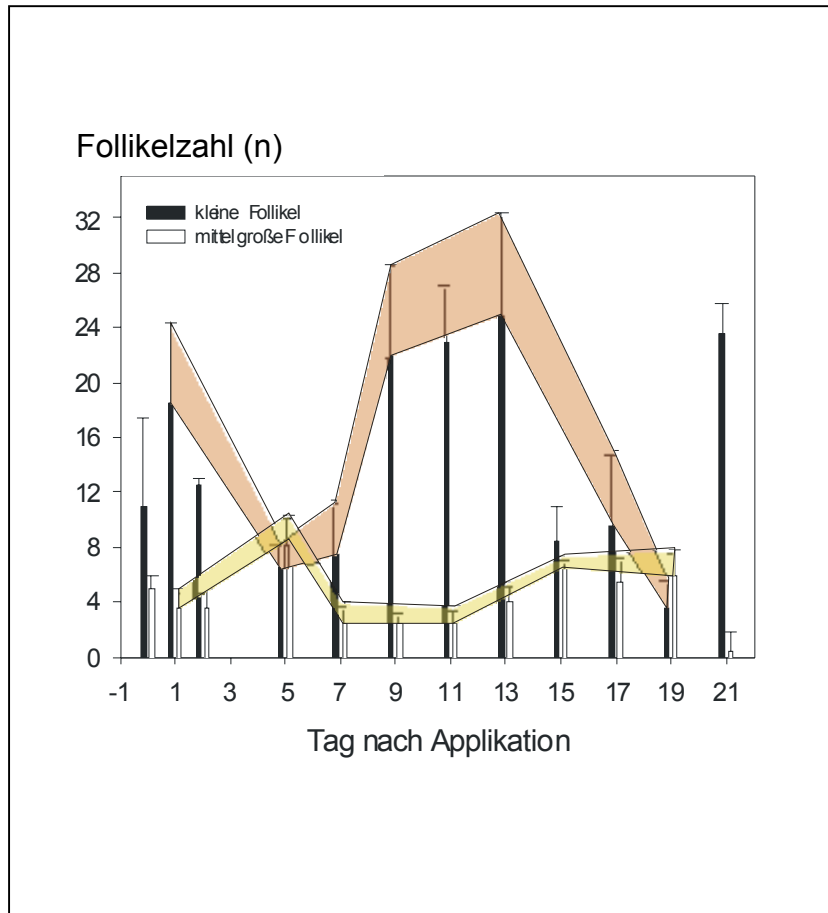 Follikelzahl (n)
kleine Follikel
mittelgroße Follikel
32
28
24
20
16
12
8
4
0
-1 1 3 5 7 9 11 13 15 17 19 21
Tag nach Applikation